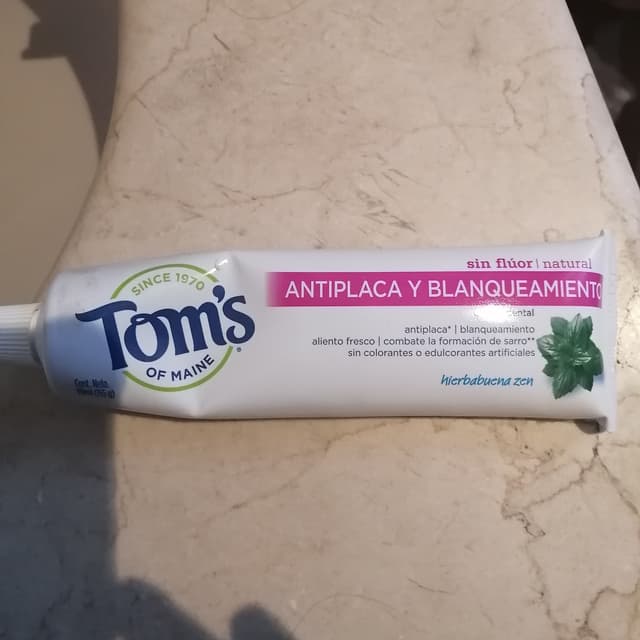 SINCE 1970
Tom's
OF MAINE
Cont. Neto.
sin flúor | natural
ANTIPLACA Y BLANQUEAMIENTO
antiplaca* | blanqueamiento
aliento fresco | combate la formación de sarro**
sin colorantes o edulcorantes artificiales
hierbabuena zen